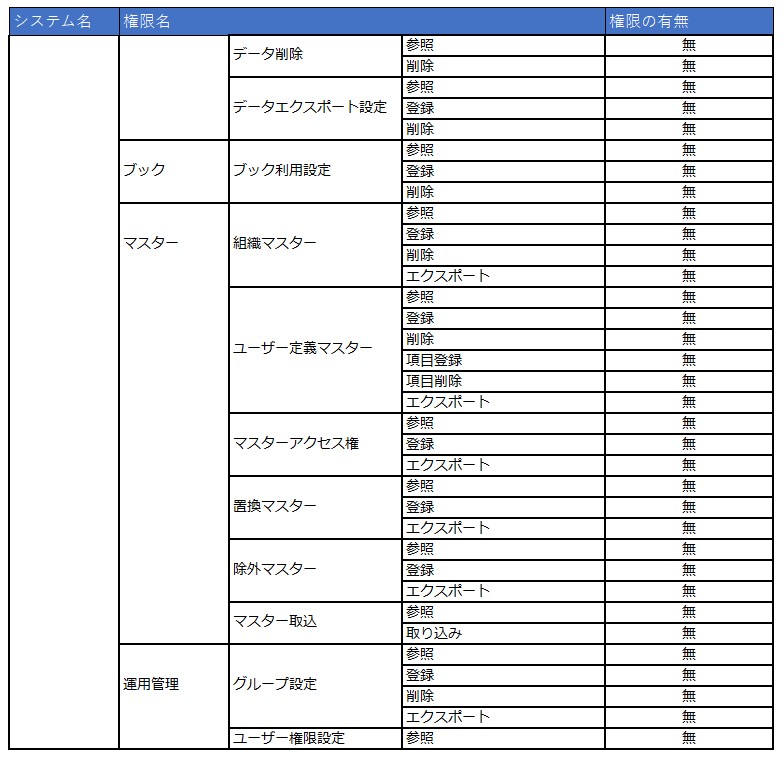 システム名 権限名 権限の有無
データ削除 参照 無
削除 無
データエクスポート設定 参照 無
登録 無
削除 無
ブック ブック利用設定 参照 無
登録 無
削除 無
マスター 組織マスター 参照 無
登録 無
削除 無
エクスポート 無
ユーザー定義マスター 参照 無
登録 無
削除 無
項目登録 無
項目削除 無
エクスポート 無
マスターアクセス権 参照 無
登録 無
エクスポート 無
置換マスター 参照 無
登録 無
エクスポート 無
除外マスター 参照 無
登録 無
エクスポート 無
マスター取込 参照 無
取り込み 無
運用管理 グループ設定 参照 無
登録 無
削除 無
エクスポート 無
ユーザー権限設定 参照 無